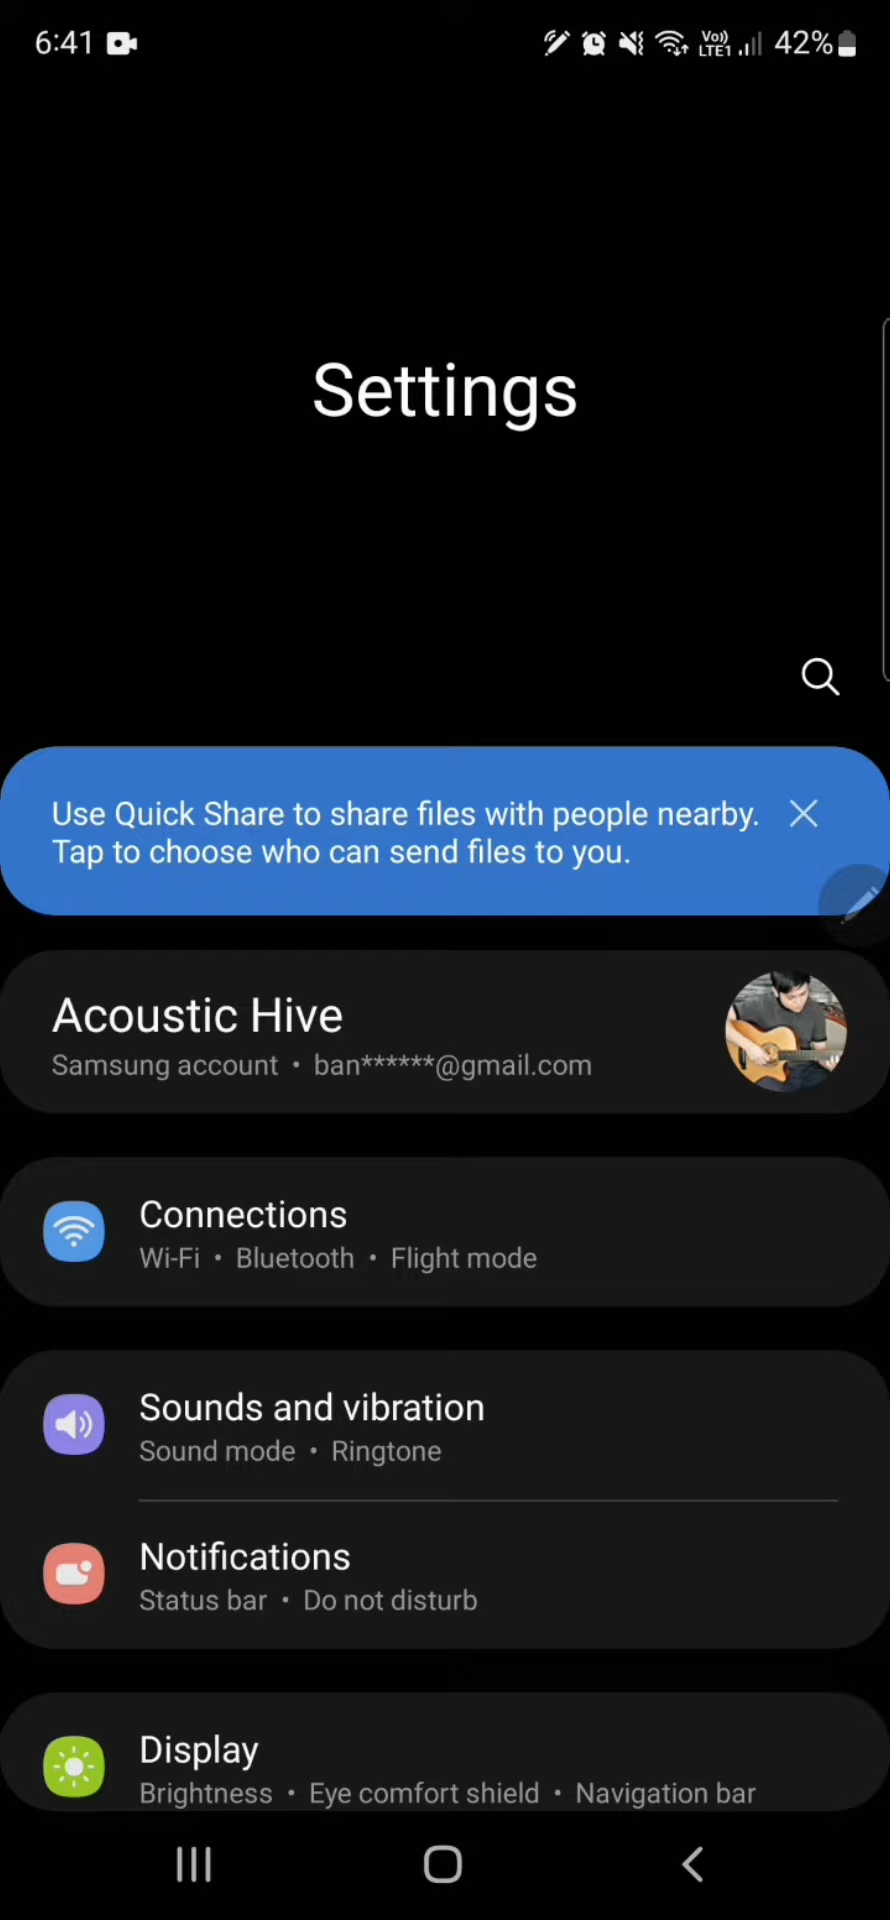 6:41
Vo)) LTE1 42%
Settings
Use Quick Share to share files with people nearby.
Tap to choose who can send files to you.
Acoustic Hive
Samsung account • ban******@gmail.com
Connections
Wi-Fi • Bluetooth • Flight mode
Sounds and vibration
Sound mode • Ringtone
Notifications
Status bar • Do not disturb
Display
Brightness • Eye comfort shield • Navigation bar